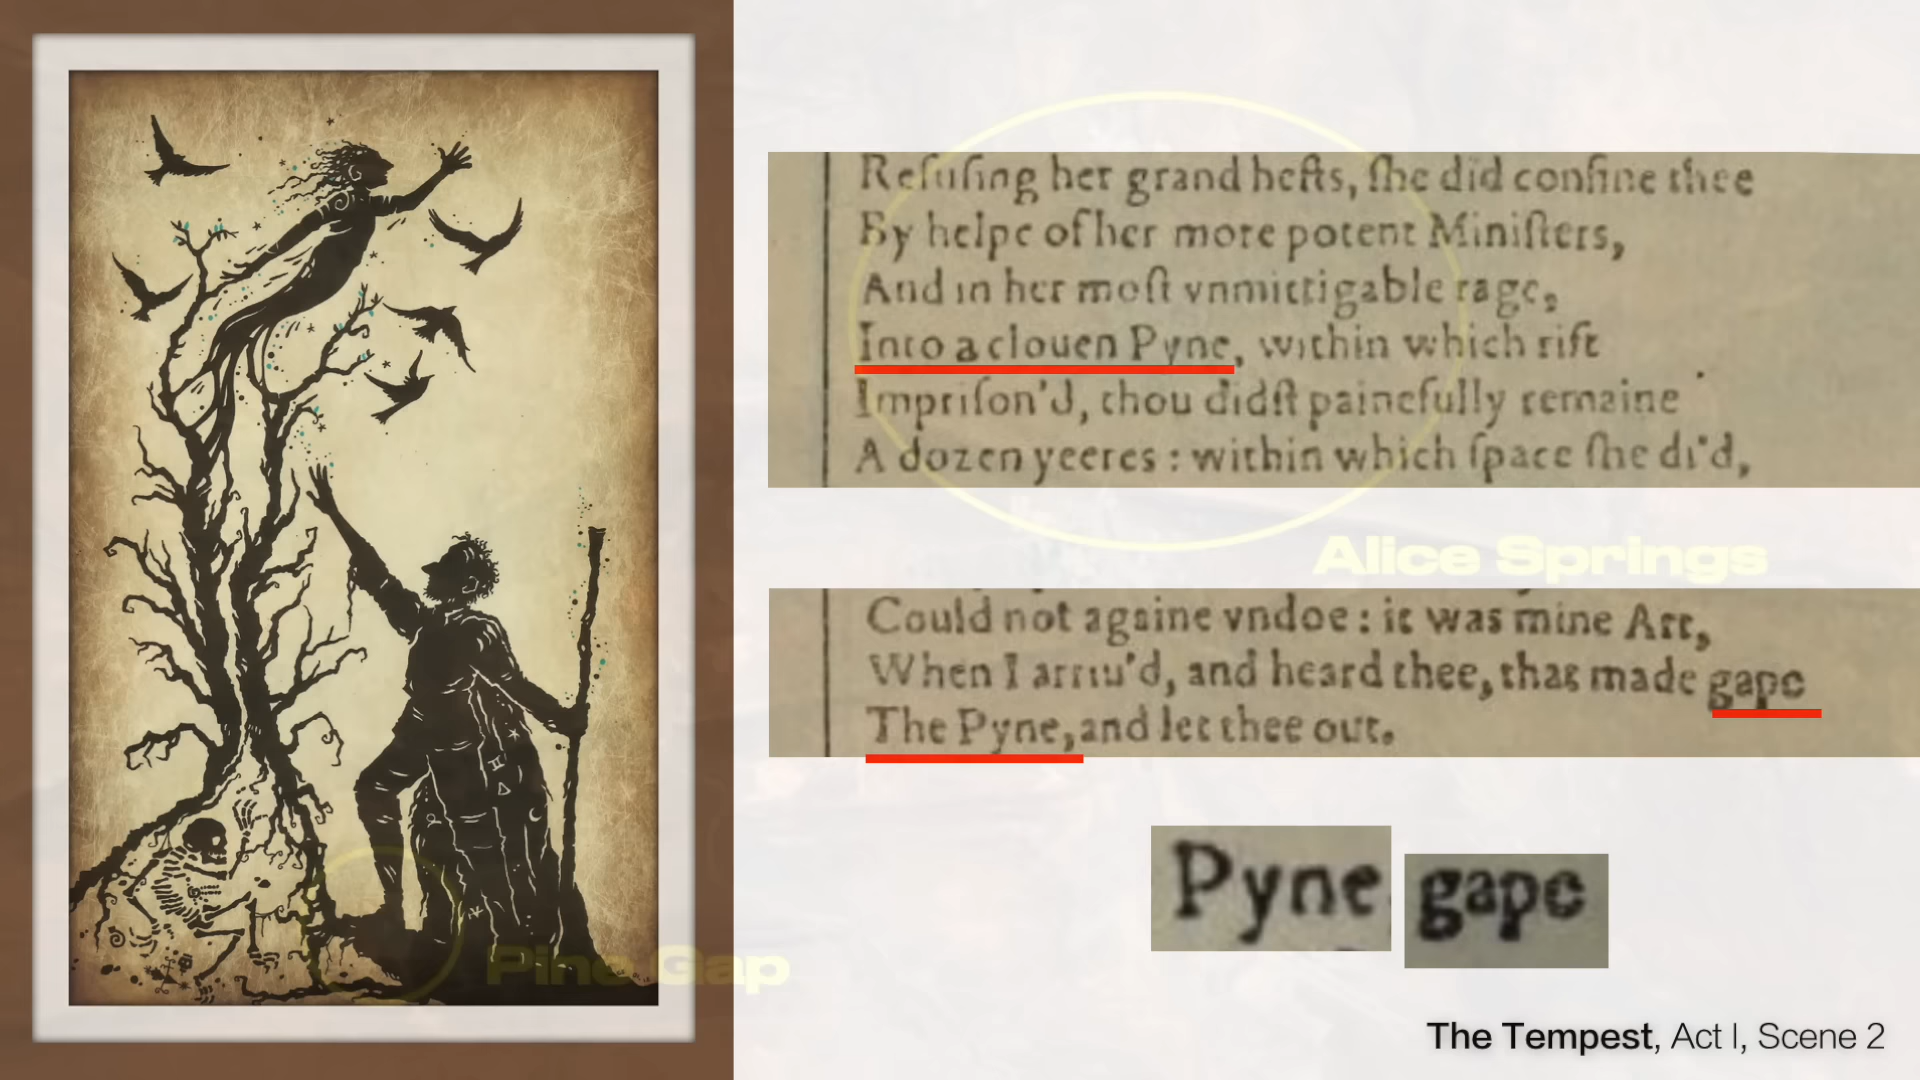 Refusing her grand hests, she did confine thee
By helpe of her more potent Ministers,
And in her most vnmittigable rage,
Into a clouen Pyne, within which rift
Imprison'd, thou didst painefully remaine
A dozen yeeres : within which space she di'd,
Alice Springs
Could not againe vndoe : it was mine Art,
When I arriu'd, and heard thee, that made gape
The Pyne, and let thee out.
Pyne gape
Pine Gap
The Tempest, Act I, Scene 2